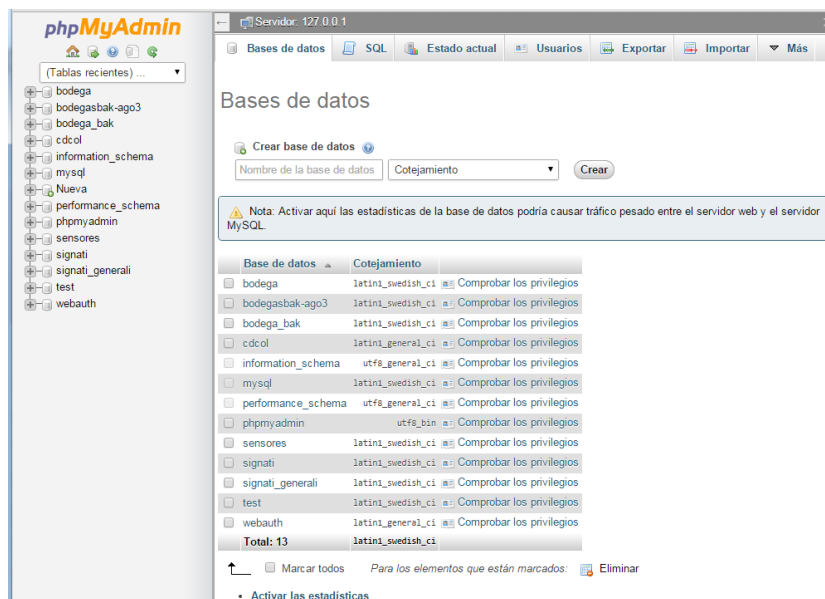 phpMyAdmin
(Tablas recientes) ...
bodega
bodegasbak-ago3
bodega_bak
cdcol
information_schema
mysql
Nueva
performance_schema
phpmyadmin
sensores
signati
signati_generali
test
webauth
Servidor: 127.0.0.1
Bases de datos SQL Estado actual Usuarios Exportar Importar Más
Bases de datos
Crear base de datos
Nombre de la base de datos Cotejamiento Crear
Nota: Activar aquí las estadísticas de la base de datos podría causar tráfico pesado entre el servidor web y el servidor
MySQL.
Base de datos Cotejamiento
bodega latin1_swedish_ci Comprobar los privilegios
bodegasbak-ago3 latin1_swedish_ci Comprobar los privilegios
bodega_bak latin1_swedish_ci Comprobar los privilegios
cdcol latin1_general_ci Comprobar los privilegios
information_schema utf8_general_ci Comprobar los privilegios
mysql latin1_swedish_ci Comprobar los privilegios
performance_schema utf8_general_ci Comprobar los privilegios
phpmyadmin utf8_bin Comprobar los privilegios
sensores latin1_swedish_ci Comprobar los privilegios
signati latin1_swedish_ci Comprobar los privilegios
signati_generali latin1_swedish_ci Comprobar los privilegios
test latin1_swedish_ci Comprobar los privilegios
webauth latin1_general_ci Comprobar los privilegios
Total: 13 latin1_swedish_ci
Marcar todos Para los elementos que están marcados: Eliminar
Activar las estadísticas